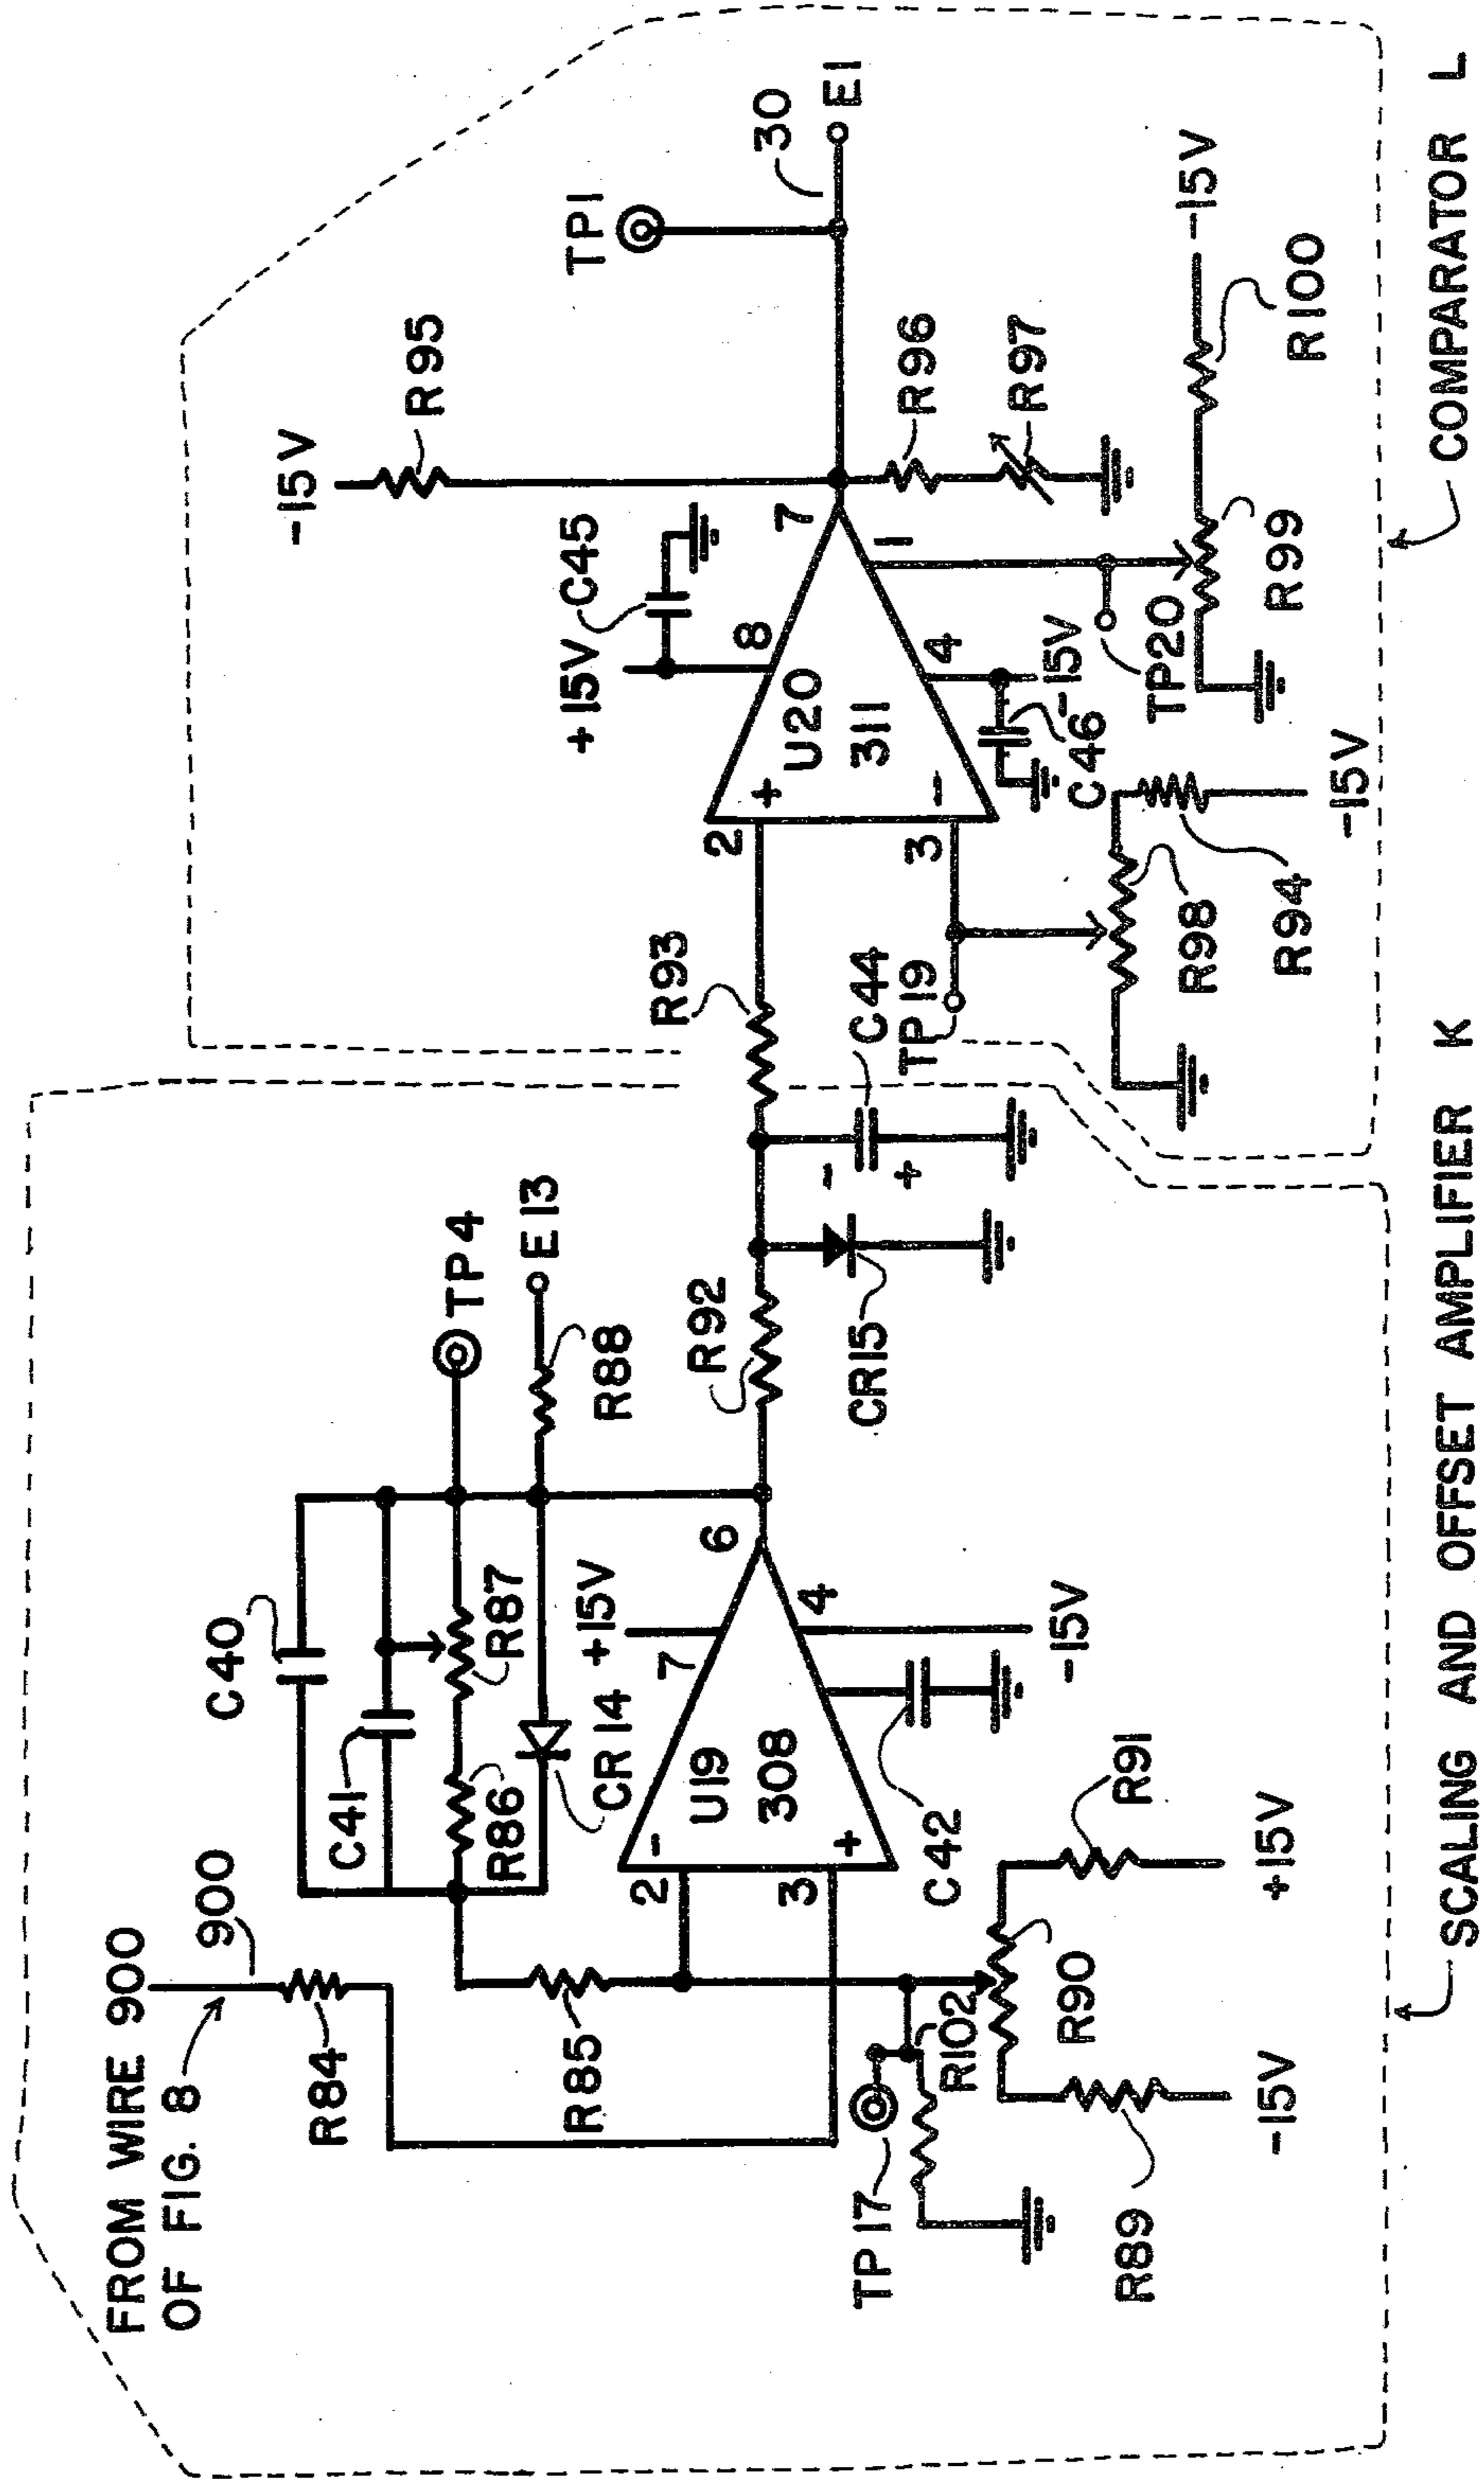 FROM WIRE 900
OF FIG. 8
900
R84
R85
C40
C41
R86
R87
CR14
+15V
TP4
E13
R88
2
-
U19
308
3
+
7
6
4
-15V
C42
TP17
R102
R90
R89
-15V
R91
+15V
R92
CR15
-
+
C44
R93
TP19
2
+
U20
311
3
-
8
+15V
C45
7
1
4
-15V
C46
-15V
R95
TP1
30
E1
R96
R97
TP20
R99
R100
-15V
R98
R94
-15V
SCALING AND OFFSET AMPLIFIER K
COMPARATOR L